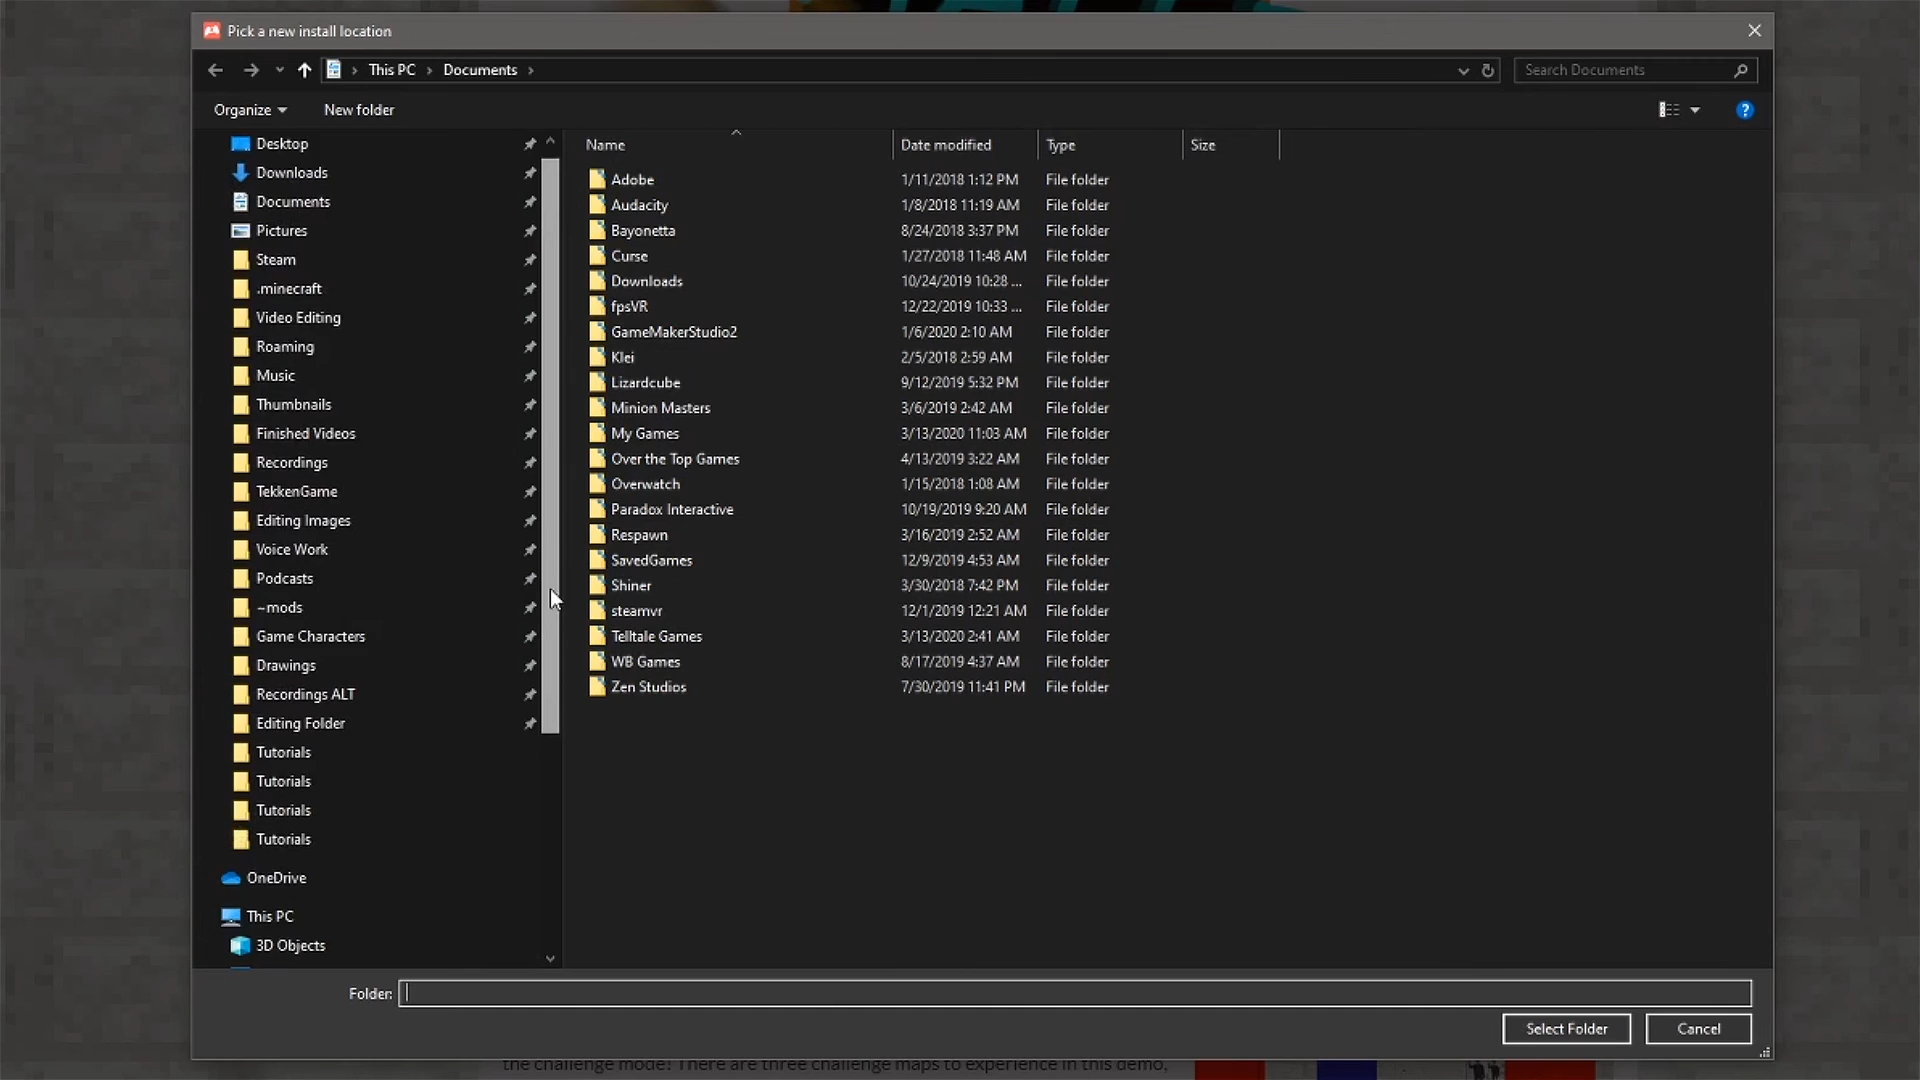 Pick a new install location
This PC > Documents >
Search Documents
Organize
New folder
Desktop
Downloads
Documents
Pictures
Steam
.minecraft
Video Editing
Roaming
Music
Thumbnails
Finished Videos
Recordings
TekkenGame
Editing Images
Voice Work
Podcasts
~mods
Game Characters
Drawings
Recordings ALT
Editing Folder
Tutorials
Tutorials
Tutorials
Tutorials
OneDrive
This PC
3D Objects
Name Date modified Type Size
Adobe 1/11/2018 1:12 PM File folder
Audacity 1/8/2018 11:19 AM File folder
Bayonetta 8/24/2018 3:37 PM File folder
Curse 1/27/2018 11:48 AM File folder
Downloads 10/24/2019 10:28 ... File folder
fpsVR 12/22/2019 10:33 ... File folder
GameMakerStudio2 1/6/2020 2:10 AM File folder
Klei 2/5/2018 2:59 AM File folder
Lizardcube 9/12/2019 5:32 PM File folder
Minion Masters 3/6/2019 2:42 AM File folder
My Games 3/13/2020 11:03 AM File folder
Over the Top Games 4/13/2019 3:22 AM File folder
Overwatch 1/15/2018 1:08 AM File folder
Paradox Interactive 10/19/2019 9:20 AM File folder
Respawn 3/16/2019 2:52 AM File folder
SavedGames 12/9/2019 4:53 AM File folder
Shiner 3/30/2018 7:42 PM File folder
steamvr 12/1/2019 12:21 AM File folder
Telltale Games 3/13/2020 2:41 AM File folder
WB Games 8/17/2019 4:37 AM File folder
Zen Studios 7/30/2019 11:41 PM File folder
Folder:
Select Folder
Cancel
the challenge mode! There are three challenge maps to experience in this demo,